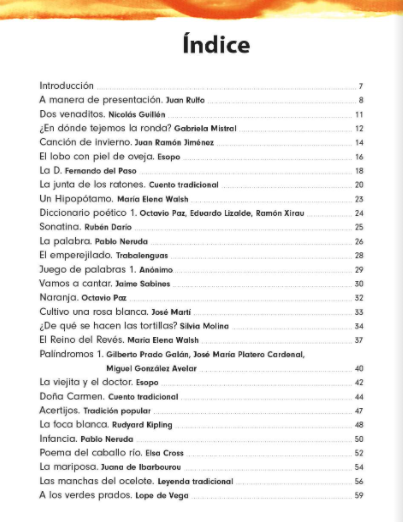 Índice
Introducción 7
A manera de presentación. Juan Rulfo 8
Dos venaditos. Nicolás Guillén 11
¿En dónde tejemos la ronda? Gabriela Mistral 12
Canción de invierno. Juan Ramón Jiménez 14
El lobo con piel de oveja. Esopo 16
La D. Fernando del Paso 18
La junta de los ratones. Cuento tradicional 20
Un Hipopótamo. María Elena Walsh 23
Diccionario poético 1. Octavio Paz, Eduardo Lizalde, Ramón Xirau 24
Sonatina. Rubén Darío 25
La palabra. Pablo Neruda 26
El emperejilado. Trabalenguas 28
Juego de palabras 1. Anónimo 29
Vamos a cantar. Jaime Sabines 30
Naranja. Octavio Paz 32
Cultivo una rosa blanca. José Martí 33
¿De qué se hacen las tortillas? Silvia Molina 34
El Reino del Revés. María Elena Walsh 37
Palíndromos 1. Gilberto Prado Galán, José María Platero Cardenal,
Miguel González Avelar 40
La viejita y el doctor. Esopo 42
Doña Carmen. Cuento tradicional 44
Acertijos. Tradición popular 47
La foca blanca. Rudyard Kipling 48
Infancia. Pablo Neruda 50
Poema del caballo río. Elsa Cross 52
La mariposa. Juana de Ibarbourou 54
Las manchas del ocelote. Leyenda tradicional 56
A los verdes prados. Lope de Vega 59